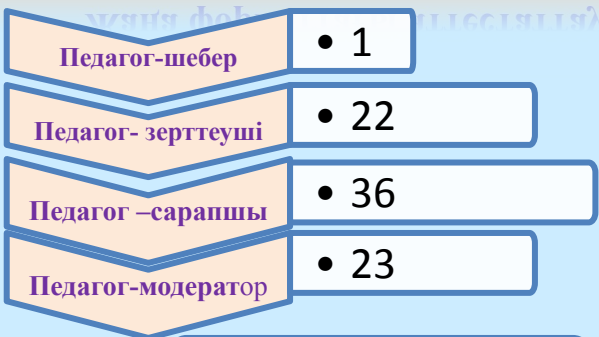 Педагог-шебер
• 1
Педагог- зерттеуші
• 22
Педагог –сарапшы
• 36
Педагог-модератор
• 23